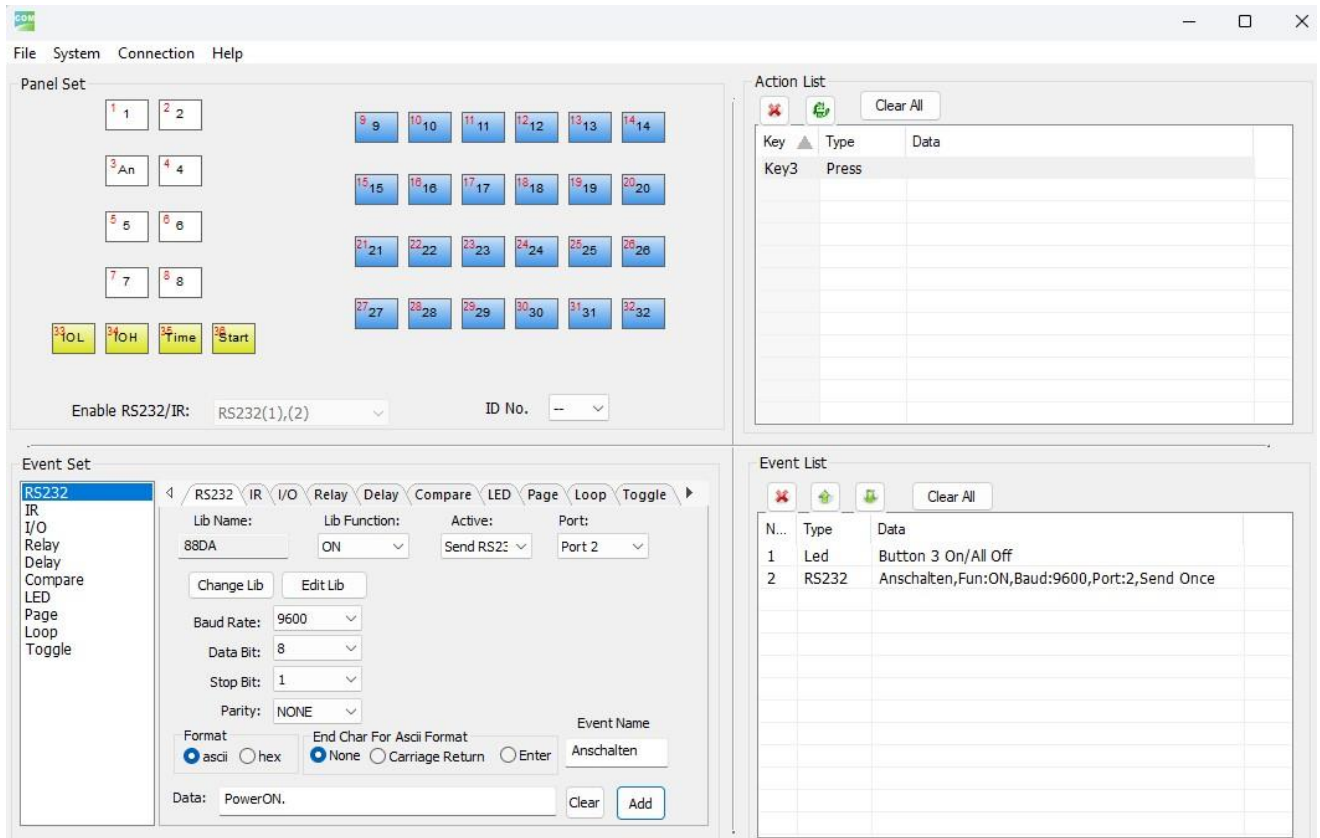 COM
File System Connection Help
Panel Set
1 1 2 2
3 An 4 4
5 5 6 6
7 7 8 8
33 IOL 34 IOH 35 Time 36 Start
9 9 10 10 11 11 12 12 13 13 14 14
15 15 16 16 17 17 18 18 19 19 20 20
21 21 22 22 23 23 24 24 25 25 26 26
27 27 28 28 29 29 30 30 31 31 32 32
Enable RS232/IR: RS232(1),(2) ID No. --
Action List
Clear All
Key Type Data
Key3 Press
Event Set
RS232
IR
I/O
Relay
Delay
Compare
LED
Page
Loop
Toggle
RS232 IR I/O Relay Delay Compare LED Page Loop Toggle
Lib Name: Lib Function: Active: Port:
88DA ON Send RS23 Port 2
Change Lib Edit Lib
Baud Rate: 9600
Data Bit: 8
Stop Bit: 1
Parity: NONE
Format End Char For Ascii Format Event Name
ascii hex None Carriage Return Enter Anschalten
Data: PowerON. Clear Add
Event List
Clear All
N... Type Data
1 Led Button 3 On/All Off
2 RS232 Anschalten,Fun:ON,Baud:9600,Port:2,Send Once